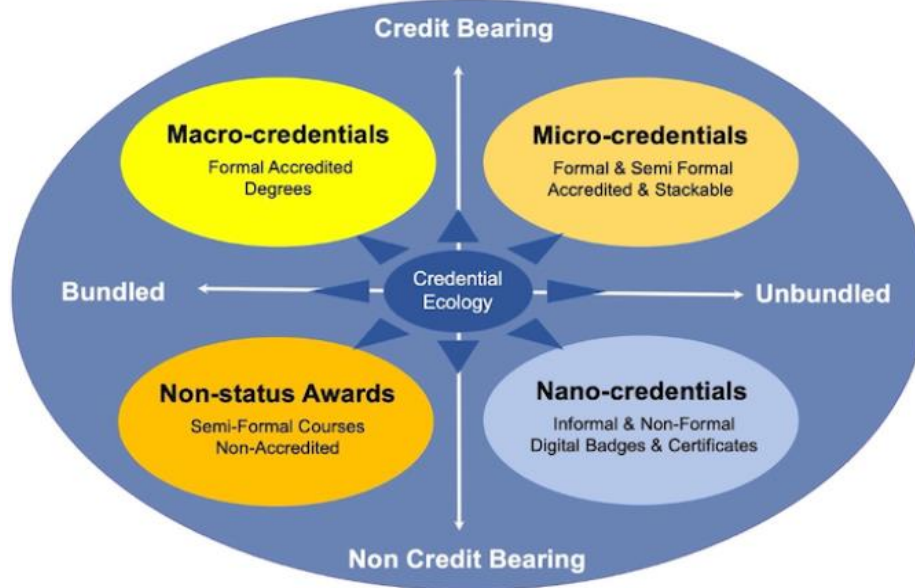 Credit Bearing
Macro-credentials
Formal Accredited
Degrees
Micro-credentials
Formal & Semi Formal
Accredited & Stackable
Bundled
Credential
Ecology
Unbundled
Non-status Awards
Semi-Formal Courses
Non-Accredited
Nano-credentials
Informal & Non-Formal
Digital Badges & Certificates
Non Credit Bearing